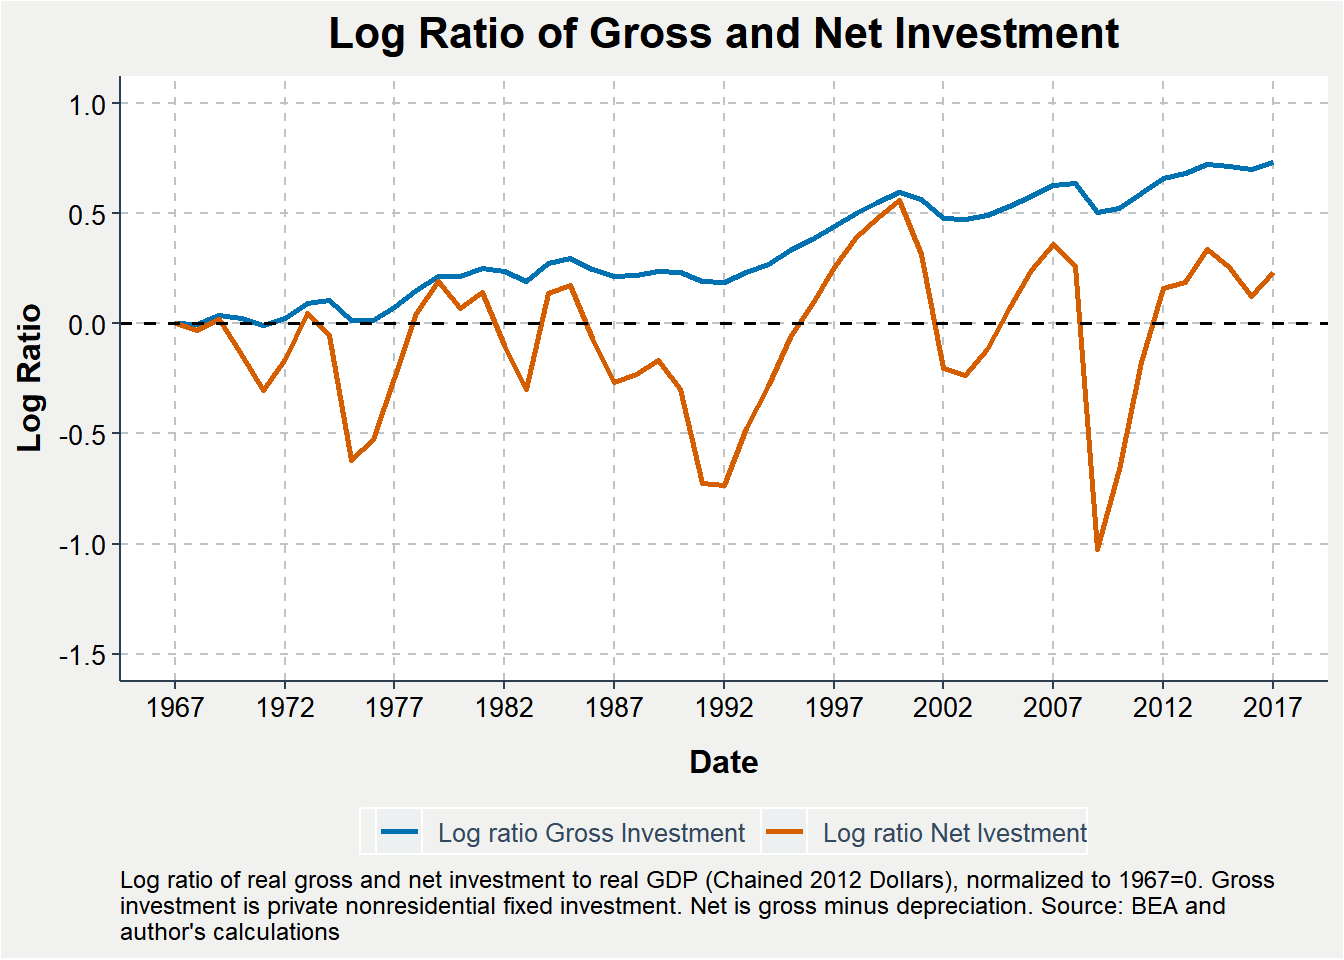 Log Ratio of Gross and Net Investment
1.0
0.5
0.0
-0.5
-1.0
-1.5
Log Ratio
1967 1972 1977 1982 1987 1992 1997 2002 2007 2012 2017
Date
Log ratio Gross Investment Log ratio Net Ivestment
Log ratio of real gross and net investment to real GDP (Chained 2012 Dollars), normalized to 1967=0. Gross
investment is private nonresidential fixed investment. Net is gross minus depreciation. Source: BEA and
author's calculations